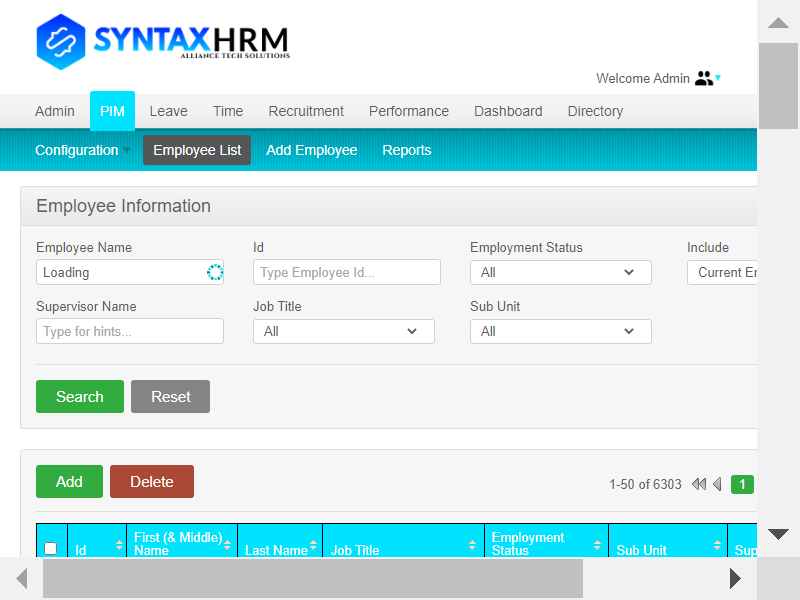 SYNTAXHRM
ALLIANCE TECH SOLUTIONS
Welcome Admin
Admin PIM Leave Time Recruitment Performance Dashboard Directory
Configuration Employee List Add Employee Reports
Employee Information
Employee Name Id Employment Status Include
Loading Type Employee Id... All Current Em
Supervisor Name Job Title Sub Unit
Type for hints... All All
Search Reset
Add Delete 1-50 of 6303 1
Id First (& Middle) Name Last Name Job Title Employment Status Sub Unit Sup